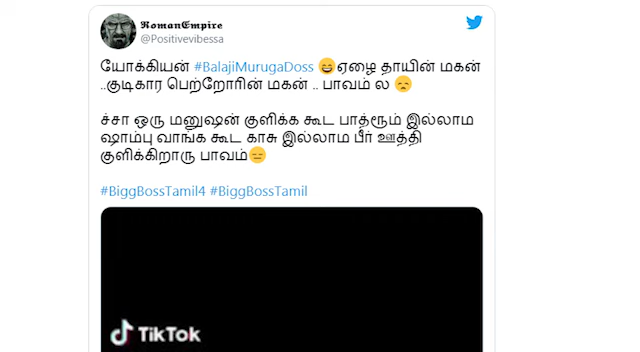 RomanEmpire
@Positivevibessa
யோக்கியன் #BalajiMurugaDoss 😄ஏழை தாயின் மகன்
..குடிகார பெற்றோரின் மகன் .. பாவம் ல 😞
ச்சா ஒரு மனுஷன் குளிக்க கூட பாத்ரூம் இல்லாம
ஷாம்பு வாங்க கூட காசு இல்லாம பீர் ஊத்தி
குளிக்கிறாரு பாவம்😑
#BiggBossTamil4 #BiggBossTamil
TikTok